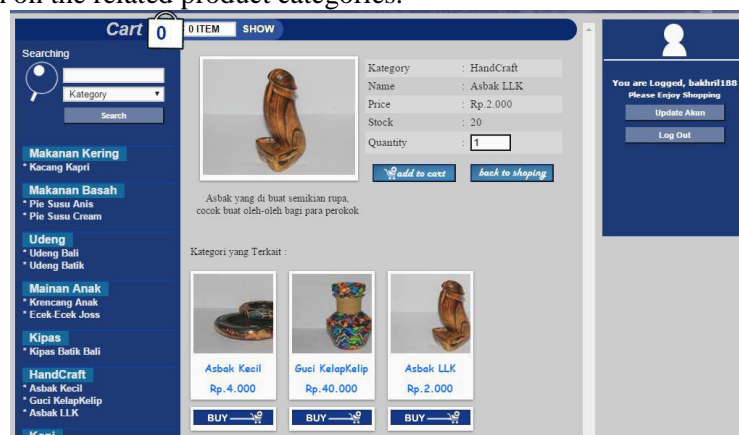 on the related product categories.
Cart 0 : 0 ITEM SHOW
Searching
Kategory
Search
Makanan Kering
* Kacang Kapri
Makanan Basah
* Pie Susu Anis
* Pie Susu Cream
Udeng
* Udeng Bali
* Udeng Batik
Mainan Anak
* Krencang Anak
* Ecek-Ecek Joss
Kipas
* Kipas Batik Bali
HandCraft
* Asbak Kecil
* Guci KelapKelip
* Asbak LLK
Kopi
Kategory : HandCraft
Name : Asbak LLK
Price : Rp.2.000
Stock : 20
Quantity : 1
add to cart back to shoping
Asbak yang di buat semikian rupa,
cocok buat oleh-oleh bagi para perokok
Kategori yang Terkait :
Asbak Kecil
Rp.4.000
BUY
Guci KelapKelip
Rp.40.000
BUY
Asbak LLK
Rp.2.000
BUY
You are Logged, bakhril188
Please Enjoy Shopping
Update Akun
Log Out